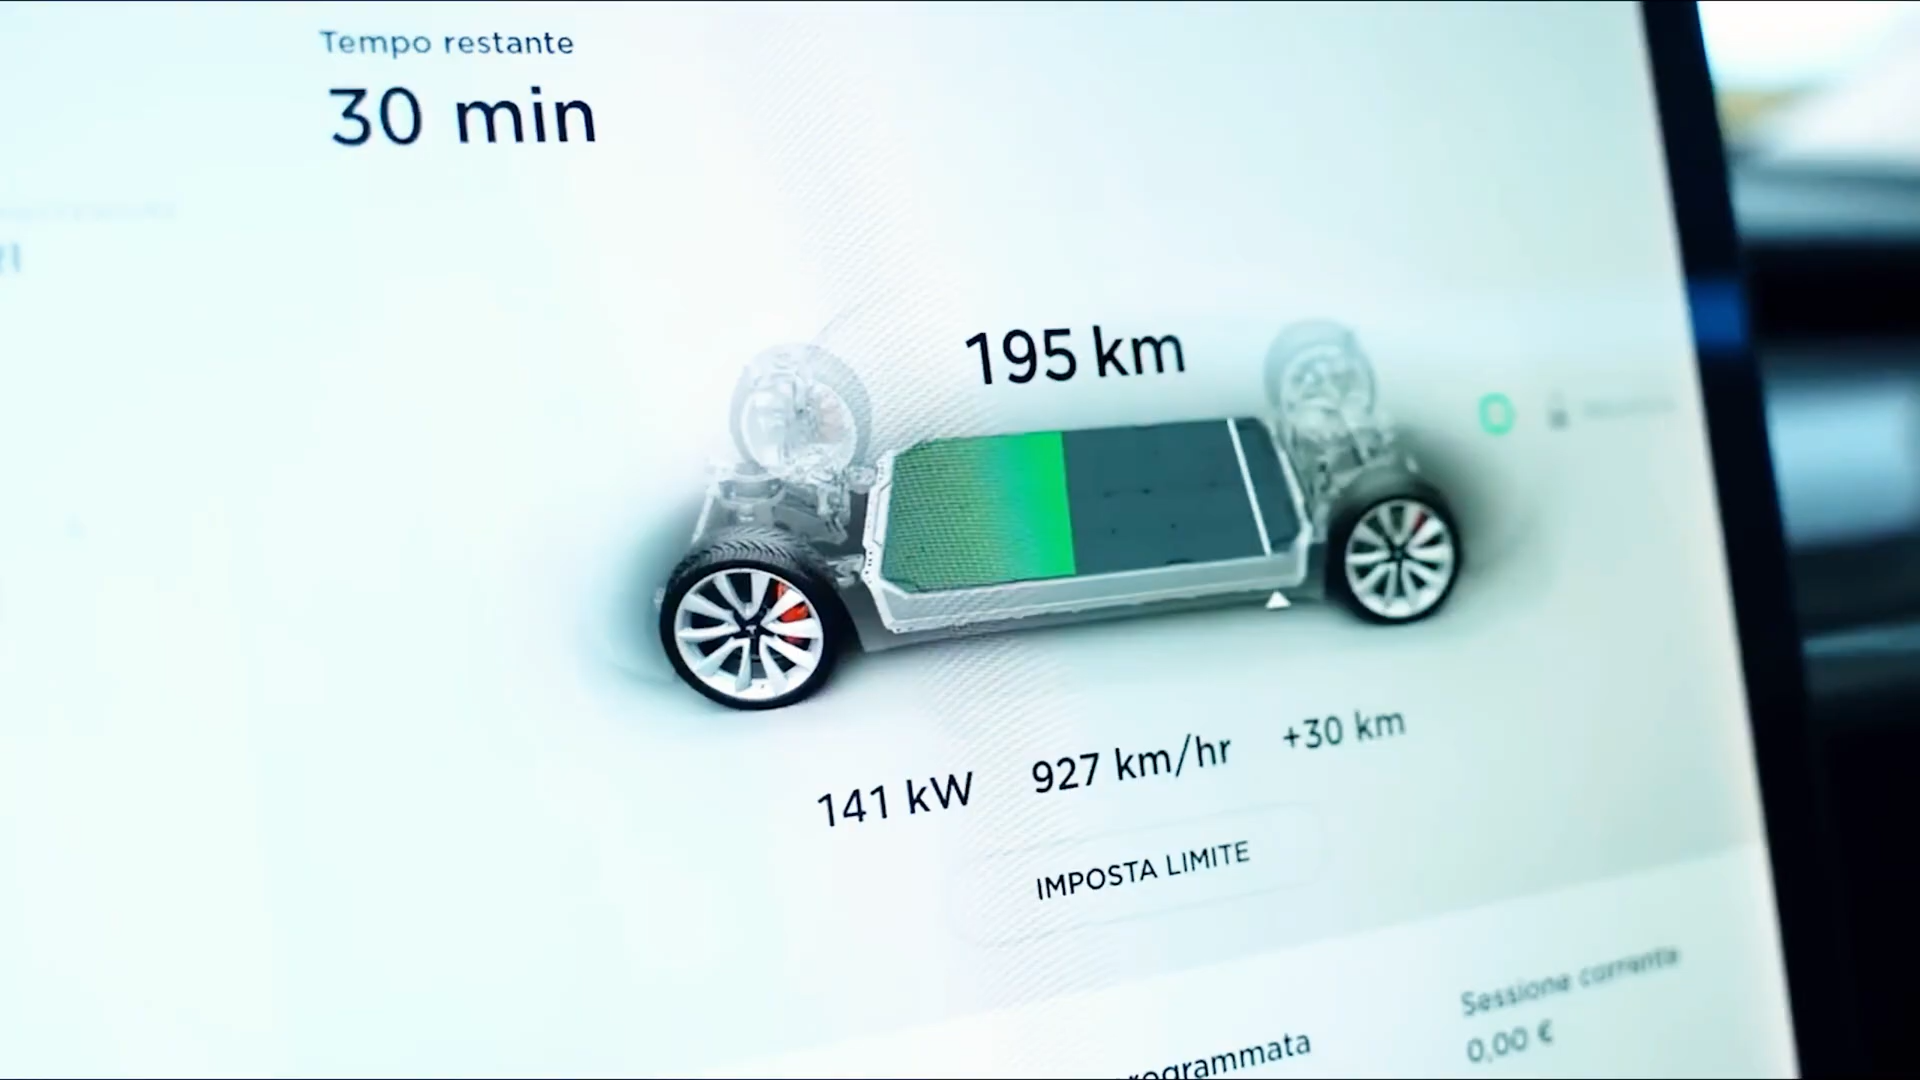 Tempo restante
30 min
195 km
141 kW 927 km/hr +30 km
IMPOSTA LIMITE
Sessione corrente
0,00 €
rogrammata